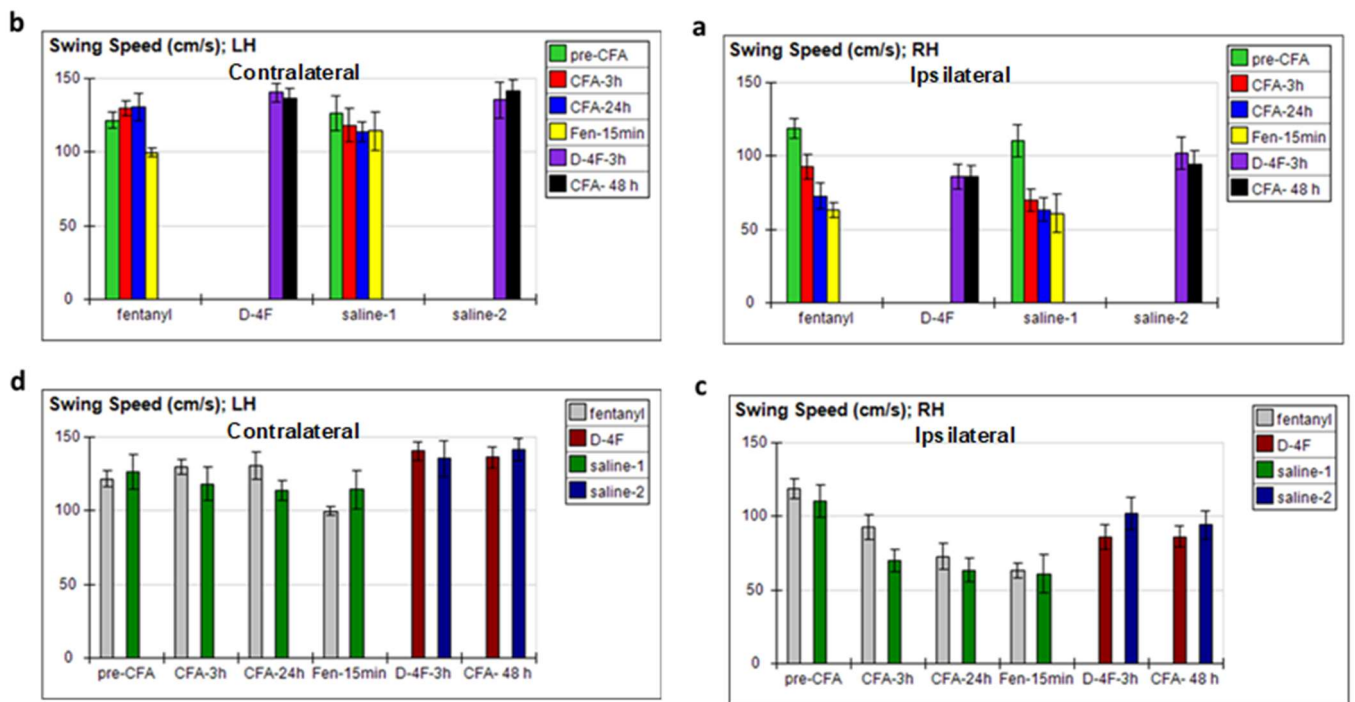 b
Swing Speed (cm/s); LH
Contralateral
150
100
50
0
fentanyl D-4F saline-1 saline-2
pre-CFA
CFA-3h
CFA-24h
Fen-15min
D-4F-3h
CFA- 48 h
a
Swing Speed (cm/s); RH
Ipsilateral
150
100
50
0
fentanyl D-4F saline-1 saline-2
pre-CFA
CFA-3h
CFA-24h
Fen-15min
D-4F-3h
CFA- 48 h
d
Swing Speed (cm/s); LH
Contralateral
150
100
50
0
pre-CFA CFA-3h CFA-24h Fen-15min D-4F-3h CFA- 48 h
fentanyl
D-4F
saline-1
saline-2
c
Swing Speed (cm/s); RH
Ipsilateral
150
100
50
0
pre-CFA CFA-3h CFA-24h Fen-15min D-4F-3h CFA- 48 h
fentanyl
D-4F
saline-1
saline-2